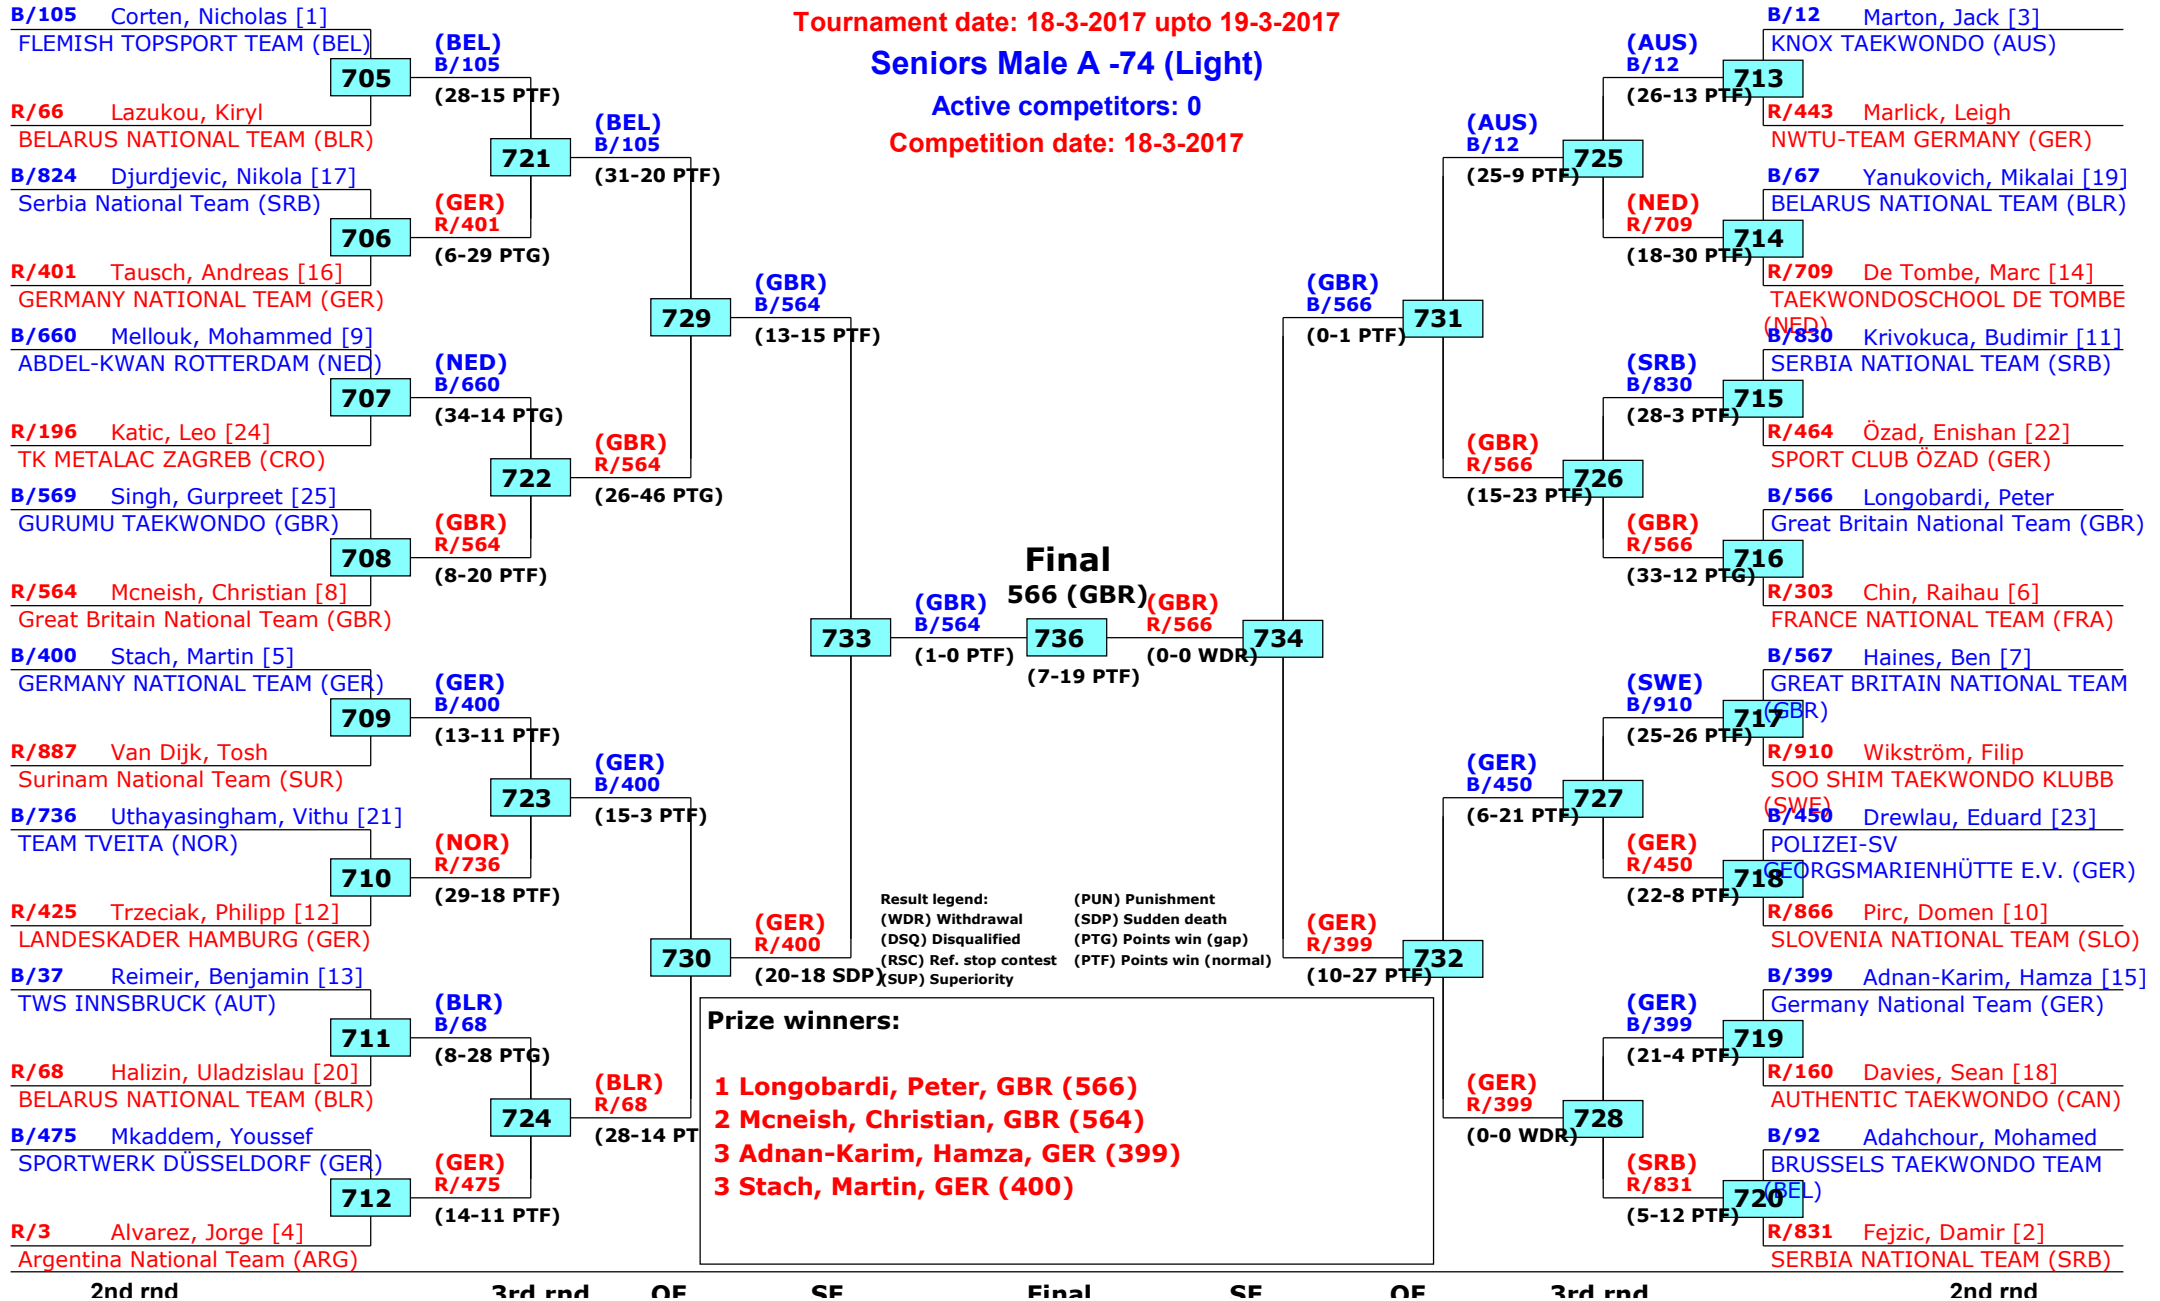 Tournament date: 18-3-2017 upto 19-3-2017
Seniors Male A -74 (Light)
Active competitors: 0
Competition date: 18-3-2017
B/105 Corten, Nicholas [1]
FLEMISH TOPSPORT TEAM (BEL)
705
R/66 Lazukou, Kiryl
BELARUS NATIONAL TEAM (BLR)
B/824 Djurdjevic, Nikola [17]
Serbia National Team (SRB)
706
R/401 Tausch, Andreas [16]
GERMANY NATIONAL TEAM (GER)
B/660 Mellouk, Mohammed [9]
ABDEL-KWAN ROTTERDAM (NED)
707
R/196 Katic, Leo [24]
TK METALAC ZAGREB (CRO)
B/569 Singh, Gurpreet [25]
GURUMU TAEKWONDO (GBR)
708
R/564 Mcneish, Christian [8]
Great Britain National Team (GBR)
B/400 Stach, Martin [5]
GERMANY NATIONAL TEAM (GER)
709
R/887 Van Dijk, Tosh
Surinam National Team (SUR)
B/736 Uthayasingham, Vithu [21]
TEAM TVEITA (NOR)
710
R/425 Trzeciak, Philipp [12]
LANDESKADER HAMBURG (GER)
B/37 Reimeir, Benjamin [13]
TWS INNSBRUCK (AUT)
711
R/68 Halizin, Uladzislau [20]
BELARUS NATIONAL TEAM (BLR)
B/475 Mkaddem, Youssef
SPORTWERK DÜSSELDORF (GER)
712
R/3 Alvarez, Jorge [4]
Argentina National Team (ARG)
(BEL)
B/105
(28-15 PTF)
721
(GER)
R/401
(6-29 PTG)
(NED)
B/660
(34-14 PTG)
722
(GBR)
R/564
(8-20 PTF)
(GER)
B/400
(13-11 PTF)
723
(NOR)
R/736
(29-18 PTF)
(BLR)
B/68
(8-28 PTG)
724
(GER)
R/475
(14-11 PTF)
(BEL)
B/105
(31-20 PTF)
729
(GBR)
R/564
(26-46 PTG)
(GER)
B/400
(15-3 PTF)
730
(BLR)
R/68
(28-14 PT
(GBR)
B/564
(13-15 PTF)
733
(GER)
R/400
(20-18 SDP)
(GBR)
B/564
(1-0 PTF)
Final
566 (GBR)
736
(7-19 PTF)
(GBR)
R/566
(0-0 WDR)
734
(GBR)
B/566
(0-1 PTF)
731
(GER)
R/399
(10-27 PTF)
732
(AUS)
B/12
(25-9 PTF)
725
(GBR)
R/566
(15-23 PTF)
726
(GER)
B/450
(6-21 PTF)
727
(GER)
R/399
(0-0 WDR)
728
(AUS)
B/12
(26-13 PTF)
713
(NED)
R/709
(18-30 PTF)
714
(SRB)
B/830
(28-3 PTF)
715
(GBR)
R/566
(33-12 PTG)
716
(SWE)
B/910
(25-26 PTF)
717
(GER)
R/450
(22-8 PTF)
718
(GER)
B/399
(21-4 PTF)
719
(SRB)
R/831
(5-12 PTF)
720
B/12 Marton, Jack [3]
KNOX TAEKWONDO (AUS)
R/443 Marlick, Leigh
NWTU-TEAM GERMANY (GER)
B/67 Yanukovich, Mikalai [19]
BELARUS NATIONAL TEAM (BLR)
R/709 De Tombe, Marc [14]
TAEKWONDOSCHOOL DE TOMBE
(NED)
B/830 Krivokuca, Budimir [11]
SERBIA NATIONAL TEAM (SRB)
R/464 Özad, Enishan [22]
SPORT CLUB ÖZAD (GER)
B/566 Longobardi, Peter
Great Britain National Team (GBR)
R/303 Chin, Raihau [6]
FRANCE NATIONAL TEAM (FRA)
B/567 Haines, Ben [7]
GREAT BRITAIN NATIONAL TEAM
(GBR)
R/910 Wikström, Filip
SOO SHIM TAEKWONDO KLUBB
(SWE)
B/450 Drewlau, Eduard [23]
POLIZEI-SV
GEORGSMARIENHÜTTE E.V. (GER)
R/866 Pirc, Domen [10]
SLOVENIA NATIONAL TEAM (SLO)
B/399 Adnan-Karim, Hamza [15]
Germany National Team (GER)
R/160 Davies, Sean [18]
AUTHENTIC TAEKWONDO (CAN)
B/92 Adahchour, Mohamed
BRUSSELS TAEKWONDO TEAM
(BEL)
R/831 Fejzic, Damir [2]
SERBIA NATIONAL TEAM (SRB)
Result legend:
(WDR) Withdrawal
(DSQ) Disqualified
(RSC) Ref. stop contest
(SUP) Superiority
(PUN) Punishment
(SDP) Sudden death
(PTG) Points win (gap)
(PTF) Points win (normal)
Prize winners:
1 Longobardi, Peter, GBR (566)
2 Mcneish, Christian, GBR (564)
3 Adnan-Karim, Hamza, GER (399)
3 Stach, Martin, GER (400)
2nd rnd 3rd rnd QF SF Final SF QF 3rd rnd 2nd rnd